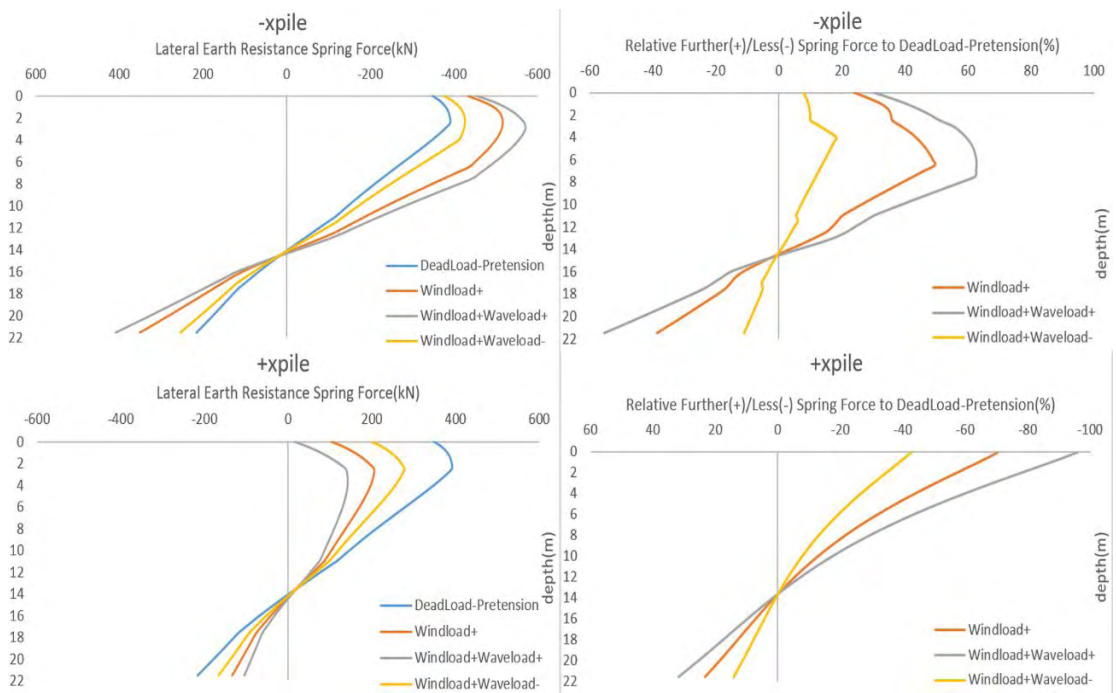 -xpile
Lateral Earth Resistance Spring Force(kN)
600 400 200 0 -200 -400 -600
0
2
4
6
8
10
12
14
16
18
20
22
depth(m)
DeadLoad-Pretension
Windload+
Windload+Waveload+
Windload+Waveload-
-xpile
Relative Further(+)/Less(-) Spring Force to DeadLoad-Pretension(%)
-60 -40 -20 0 20 40 60 80 100
0
2
4
6
8
10
12
14
16
18
20
22
depth(m)
Windload+
Windload+Waveload+
Windload+Waveload-
+xpile
Lateral Earth Resistance Spring Force(kN)
-600 -400 -200 0 200 400 600
0
2
4
6
8
10
12
14
16
18
20
22
depth(m)
DeadLoad-Pretension
Windload+
Windload+Waveload+
Windload+Waveload-
+xpile
Relative Further(+)/Less(-) Spring Force to DeadLoad-Pretension(%)
60 40 20 0 -20 -40 -60 -80 -100
0
2
4
6
8
10
12
14
16
18
20
22
depth(m)
Windload+
Windload+Waveload+
Windload+Waveload-